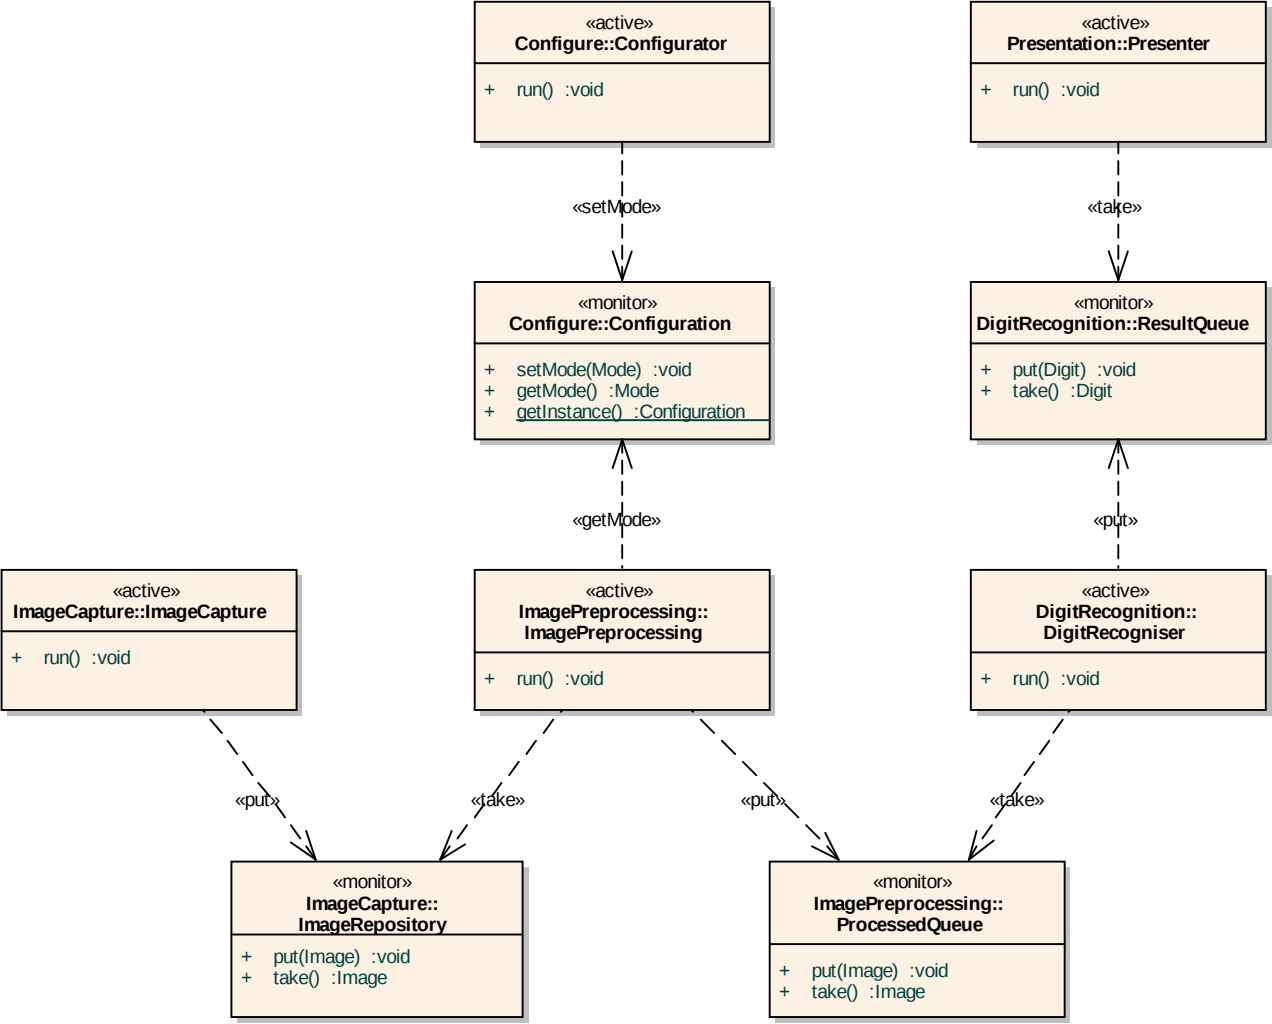 «active»
Configure::Configurator
+ run() :void
«active»
Presentation::Presenter
+ run() :void
«setMode»
«take»
«monitor»
Configure::Configuration
+ setMode(Mode) :void
+ getMode() :Mode
+ getInstance() :Configuration
«monitor»
DigitRecognition::ResultQueue
+ put(Digit) :void
+ take() :Digit
«getMode»
«put»
«active»
ImageCapture::ImageCapture
+ run() :void
«active»
ImagePreprocessing::
ImagePreprocessing
+ run() :void
«active»
DigitRecognition::
DigitRecogniser
+ run() :void
«put»
«take»
«put»
«take»
«monitor»
ImageCapture::
ImageRepository
+ put(Image) :void
+ take() :Image
«monitor»
ImagePreprocessing::
ProcessedQueue
+ put(Image) :void
+ take() :Image